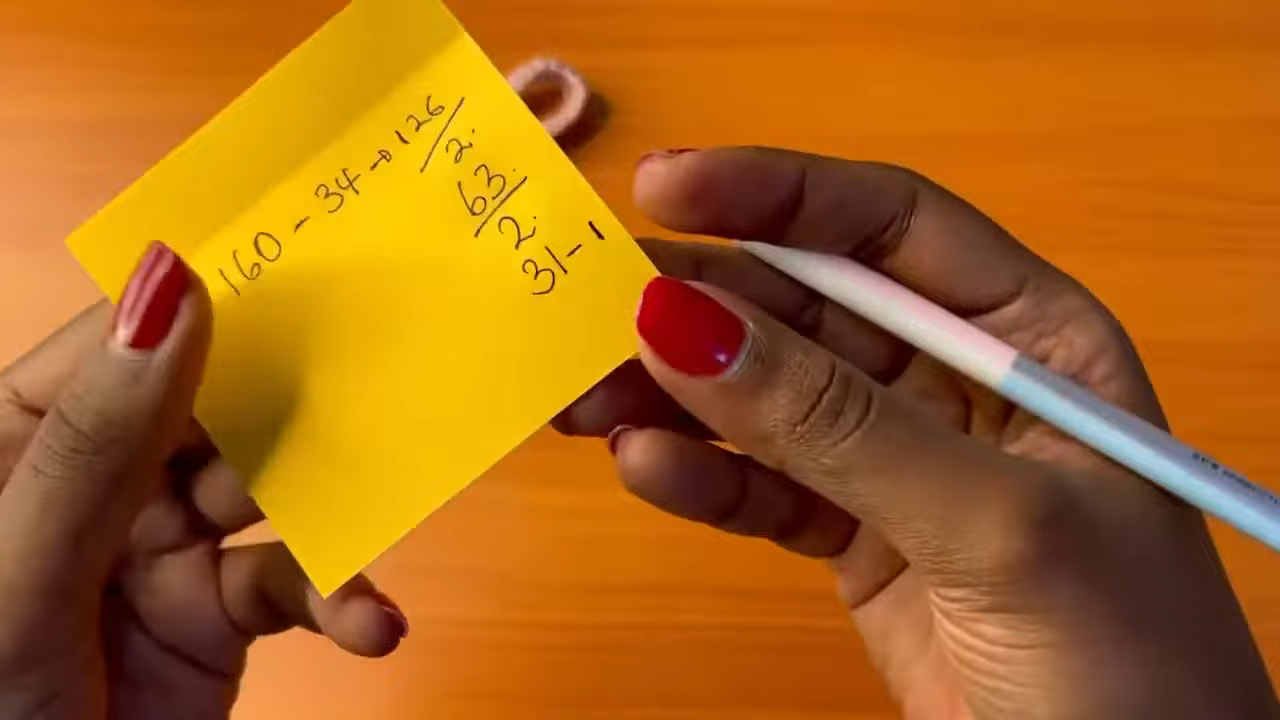 160 - 34 → 126
2.
63.
2.
31 - 1